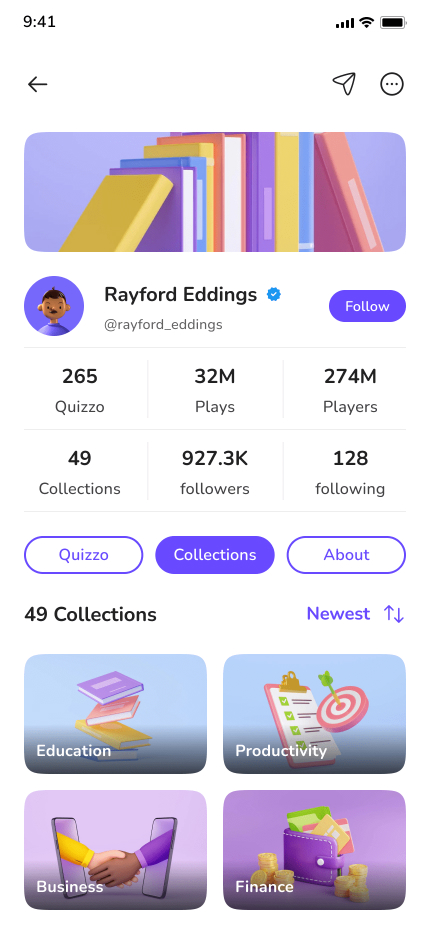 9:41
Rayford Eddings
@rayford_eddings
Follow
265 32M 274M
Quizzo Plays Players
49 927.3K 128
Collections followers following
Quizzo Collections About
49 Collections Newest
Education Productivity
Business Finance